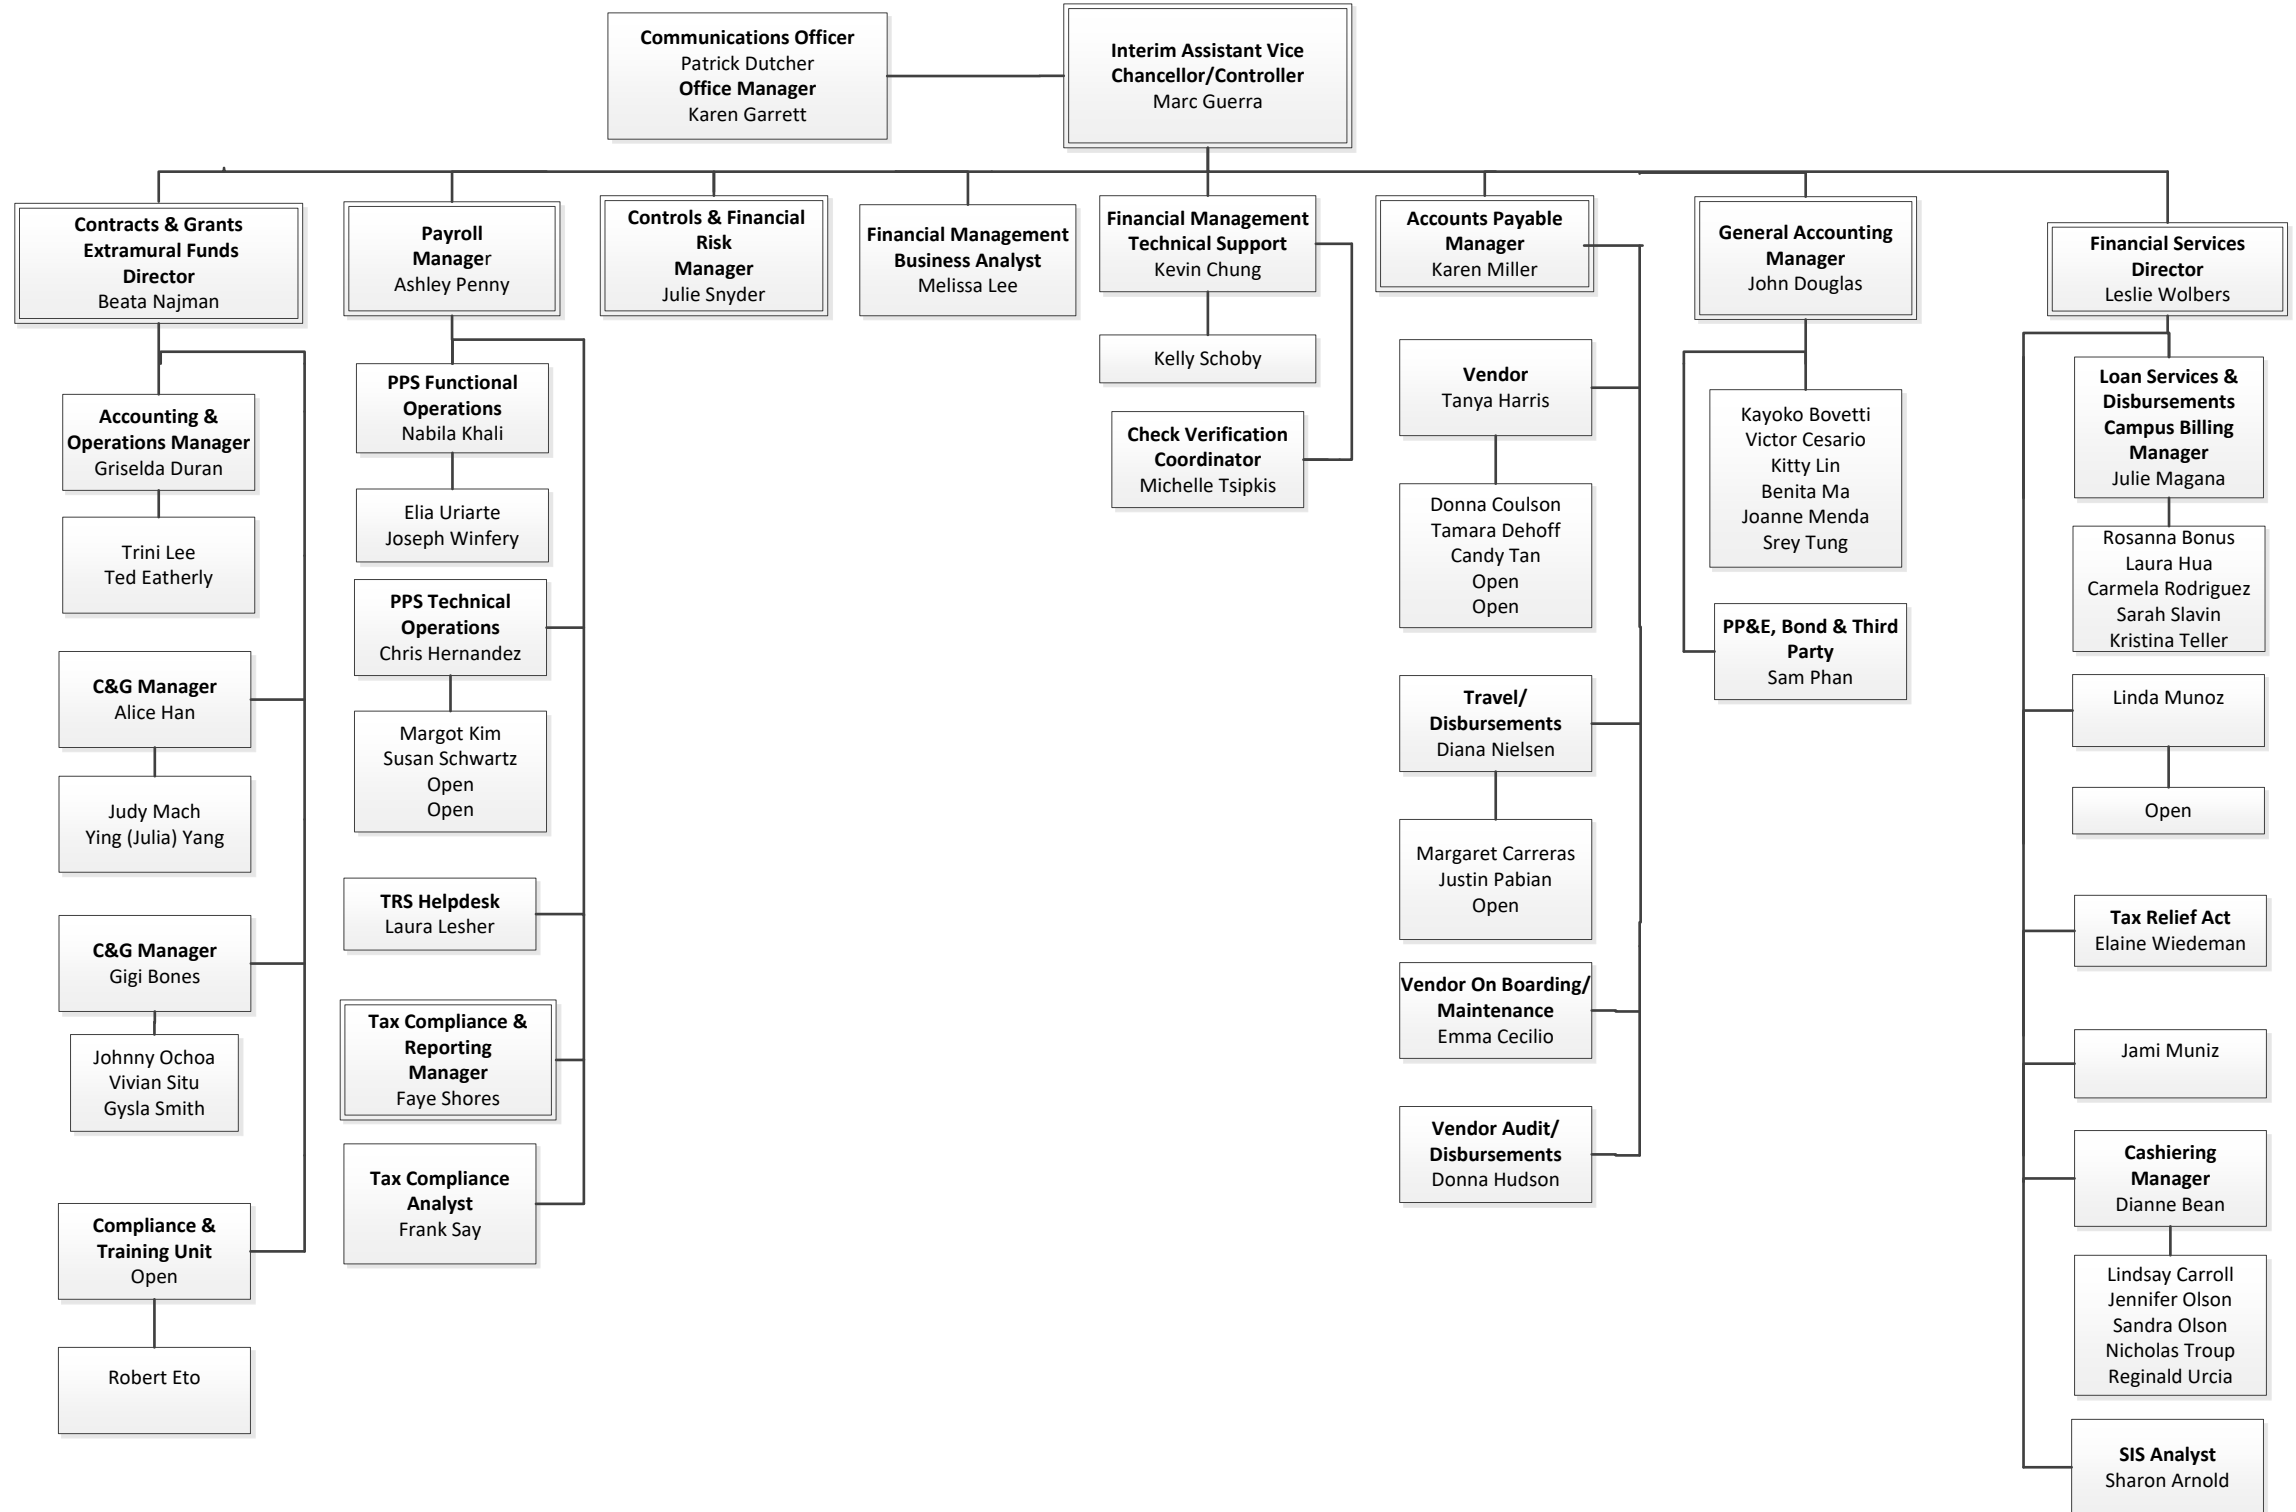 Communications Officer
Patrick Dutcher
Office Manager
Karen Garrett
Interim Assistant Vice
Chancellor/Controller
Marc Guerra
Contracts & Grants
Extramural Funds
Director
Beata Najman
Payroll
Manager
Ashley Penny
Controls & Financial
Risk
Manager
Julie Snyder
Financial Management
Business Analyst
Melissa Lee
Financial Management
Technical Support
Kevin Chung
Accounts Payable
Manager
Karen Miller
General Accounting
Manager
John Douglas
Financial Services
Director
Leslie Wolbers
Accounting &
Operations Manager
Griselda Duran
Trini Lee
Ted Eatherly
C&G Manager
Alice Han
Judy Mach
Ying (Julia) Yang
C&G Manager
Gigi Bones
Johnny Ochoa
Vivian Situ
Gysla Smith
Compliance &
Training Unit
Open
Robert Eto
PPS Functional
Operations
Nabila Khali
Elia Uriarte
Joseph Winfery
PPS Technical
Operations
Chris Hernandez
Margot Kim
Susan Schwartz
Open
Open
TRS Helpdesk
Laura Lesher
Tax Compliance &
Reporting
Manager
Faye Shores
Tax Compliance
Analyst
Frank Say
Kelly Schoby
Check Verification
Coordinator
Michelle Tsipkis
Vendor
Tanya Harris
Donna Coulson
Tamara Dehoff
Candy Tan
Open
Open
Travel/
Disbursements
Diana Nielsen
Margaret Carreras
Justin Pabian
Open
Vendor On Boarding/
Maintenance
Emma Cecilio
Vendor Audit/
Disbursements
Donna Hudson
Kayoko Bovetti
Victor Cesario
Kitty Lin
Benita Ma
Joanne Menda
Srey Tung
PP&E, Bond & Third
Party
Sam Phan
Loan Services &
Disbursements
Campus Billing
Manager
Julie Magana
Rosanna Bonus
Laura Hua
Carmela Rodriguez
Sarah Slavin
Kristina Teller
Linda Munoz
Open
Tax Relief Act
Elaine Wiedeman
Jami Muniz
Cashiering
Manager
Dianne Bean
Lindsay Carroll
Jennifer Olson
Sandra Olson
Nicholas Troup
Reginald Urcia
SIS Analyst
Sharon Arnold